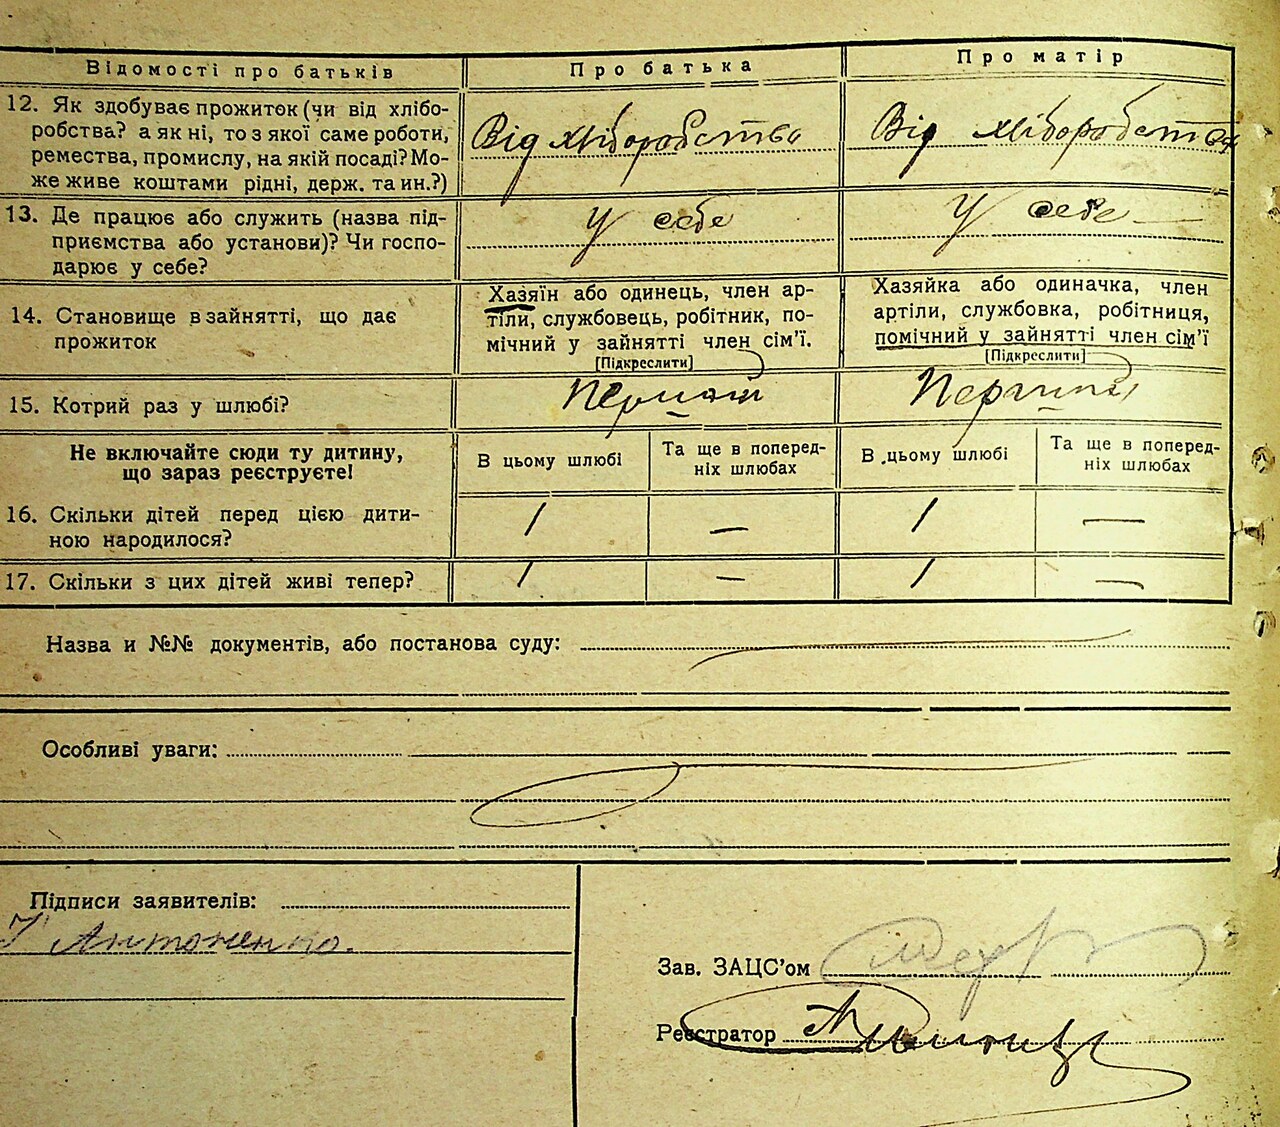 Відомості про батьків
Про батька
Про матір
12. Як здобуває прожиток (чи від хлібо-
робства? а як ні, то з якої саме роботи,
ремества, промислу, на якій посаді? Мо-
же живе коштами рідні, держ. та ин.?)
Від хліборобства
Від хліборобства
13. Де працює або служить (назва під-
приємства або установи)? Чи госпо-
дарює у себе?
У себе
У себе
14. Становище в зайнятті, що дає
прожиток
Хазяїн або одинець, член ар-
тіли, службовець, робітник, по-
мічний у зайнятті член сім'ї.
[Підкреслити]
Хазяйка або одиначка, член
артіли, службовка, робітниця,
помічний у зайнятті член сім'ї
[Підкреслити]
15. Котрий раз у шлюбі?
Перший
Не включайте сюди ту дитину,
що зараз реєструєте!
В цьому шлюбі
Та ще в поперед-
ніх шлюбах
В цьому шлюбі
Та ще в поперед-
ніх шлюбах
16. Скільки дітей перед цією дити-
ною народилося?
1
—
1
—
17. Скільки з цих дітей живі тепер?
1
—
1
—
Назва и №№ документів, або постанова суду:
Особливі уваги:
Підписи заявителів:
Антоненко.
Зав. ЗАЦС'ом
Реєстратор